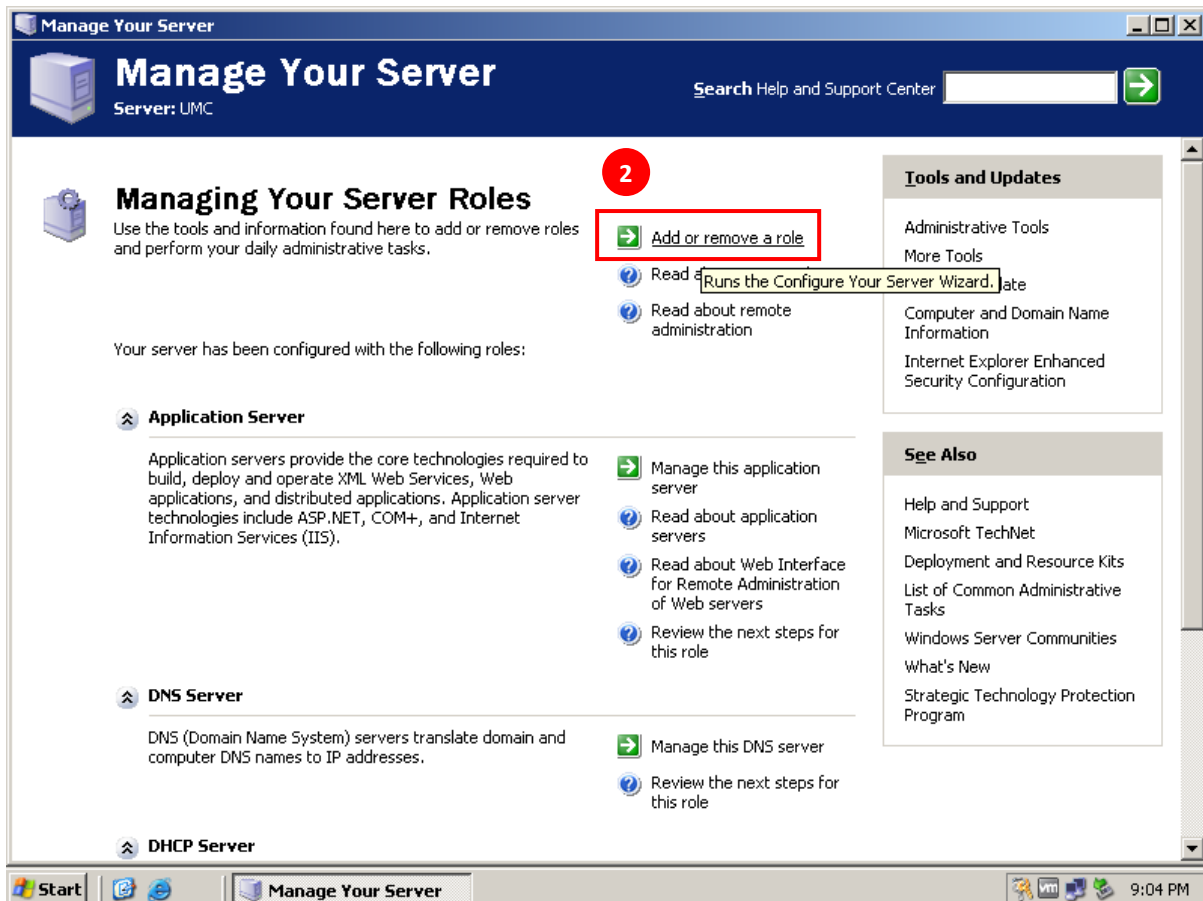 Manage Your Server
Manage Your Server
Server: UMC
Search Help and Support Center
2
Managing Your Server Roles
Use the tools and information found here to add or remove roles
and perform your daily administrative tasks.
Add or remove a role
Read
Runs the Configure Your Server Wizard.
Read about remote
administration
Your server has been configured with the following roles:
Application Server
Application servers provide the core technologies required to
build, deploy and operate XML Web Services, Web
applications, and distributed applications. Application server
technologies include ASP.NET, COM+, and Internet
Information Services (IIS).
Manage this application
server
Read about application
servers
Read about Web Interface
for Remote Administration
of Web servers
Review the next steps for
this role
DNS Server
DNS (Domain Name System) servers translate domain and
computer DNS names to IP addresses.
Manage this DNS server
Review the next steps for
this role
DHCP Server
Tools and Updates
Administrative Tools
More Tools
Computer and Domain Name
Information
Internet Explorer Enhanced
Security Configuration
See Also
Help and Support
Microsoft TechNet
Deployment and Resource Kits
List of Common Administrative
Tasks
Windows Server Communities
What's New
Strategic Technology Protection
Program
Start
Manage Your Server
vm
9:04 PM